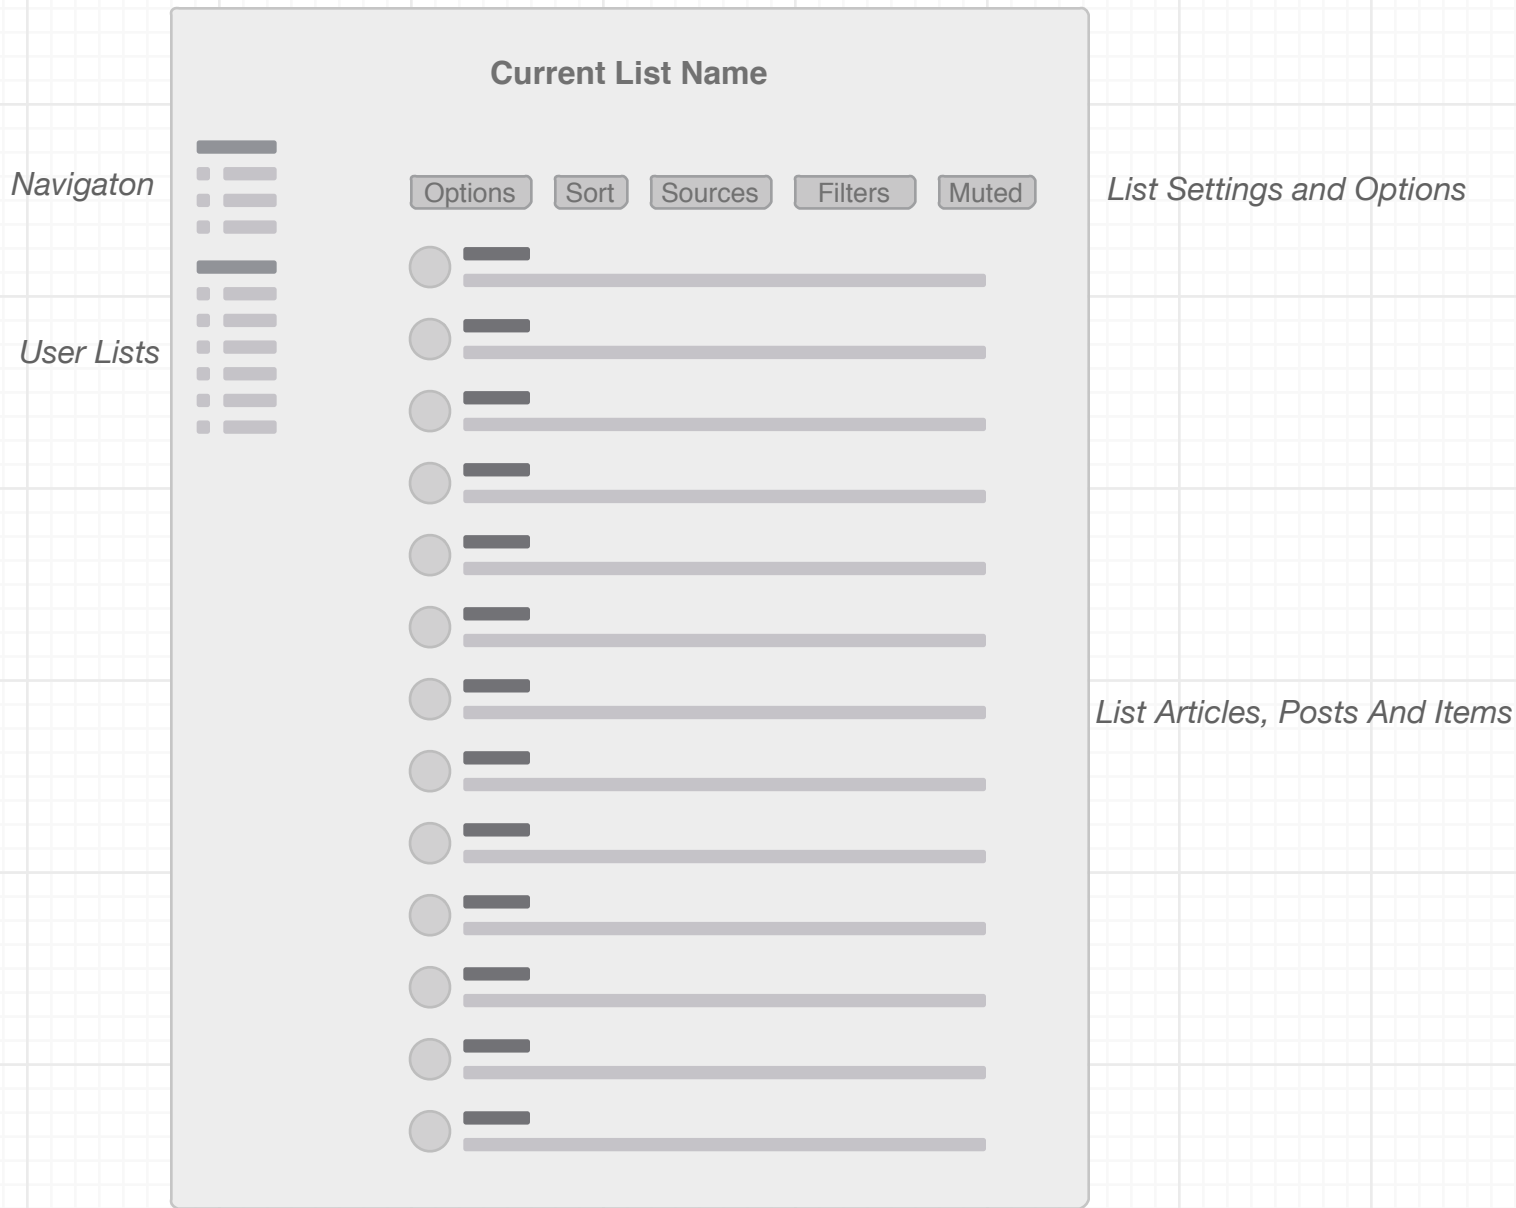 Current List Name
Navigaton
Options Sort Sources Filters Muted
List Settings and Options
User Lists
List Articles, Posts And Items